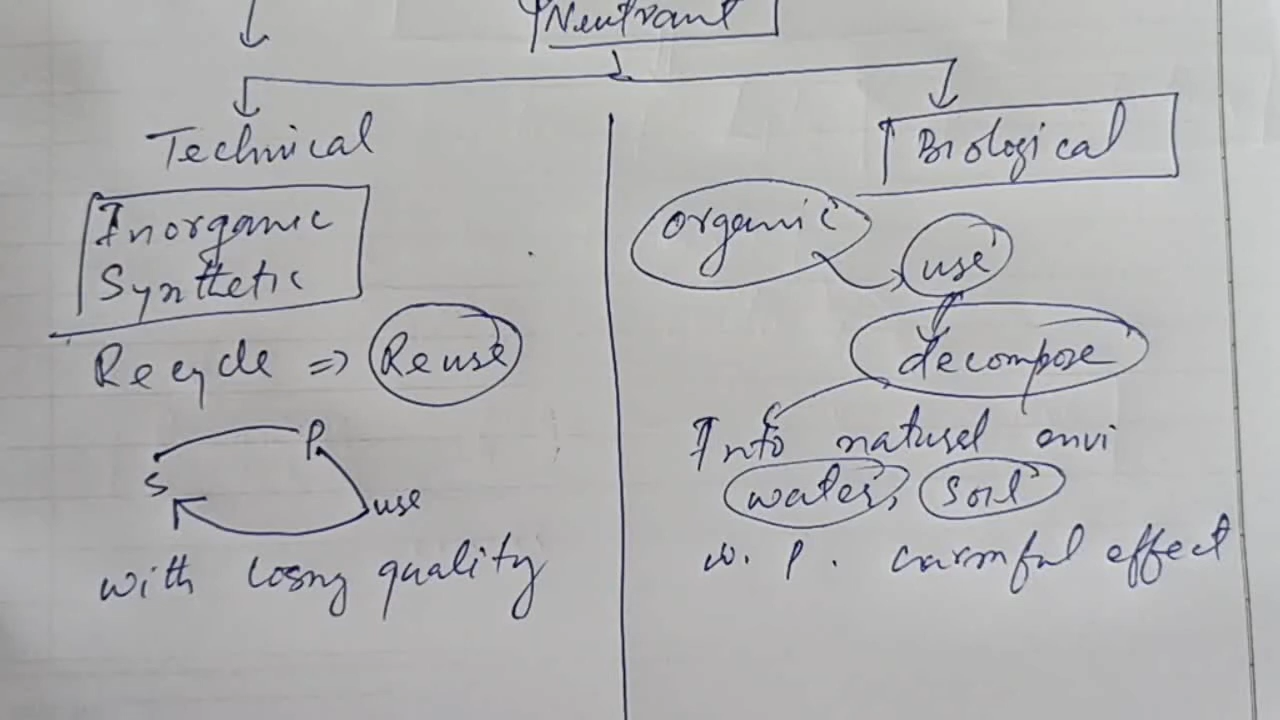 Neutrant
Technical
Biological
Inorganic
Synthetic
organic
use
Recycle => Reuse
decompose
S
P
use
Into natural envi
water, soil
with losing quality
w. p. harmful effect